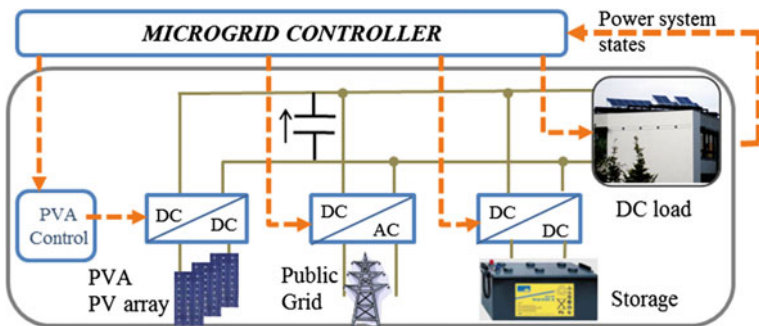 MICROGRID CONTROLLER
Power system
states
PVA
Control
DC
DC
DC
AC
DC
DC
DC load
PVA
PV array
Public
Grid
Storage